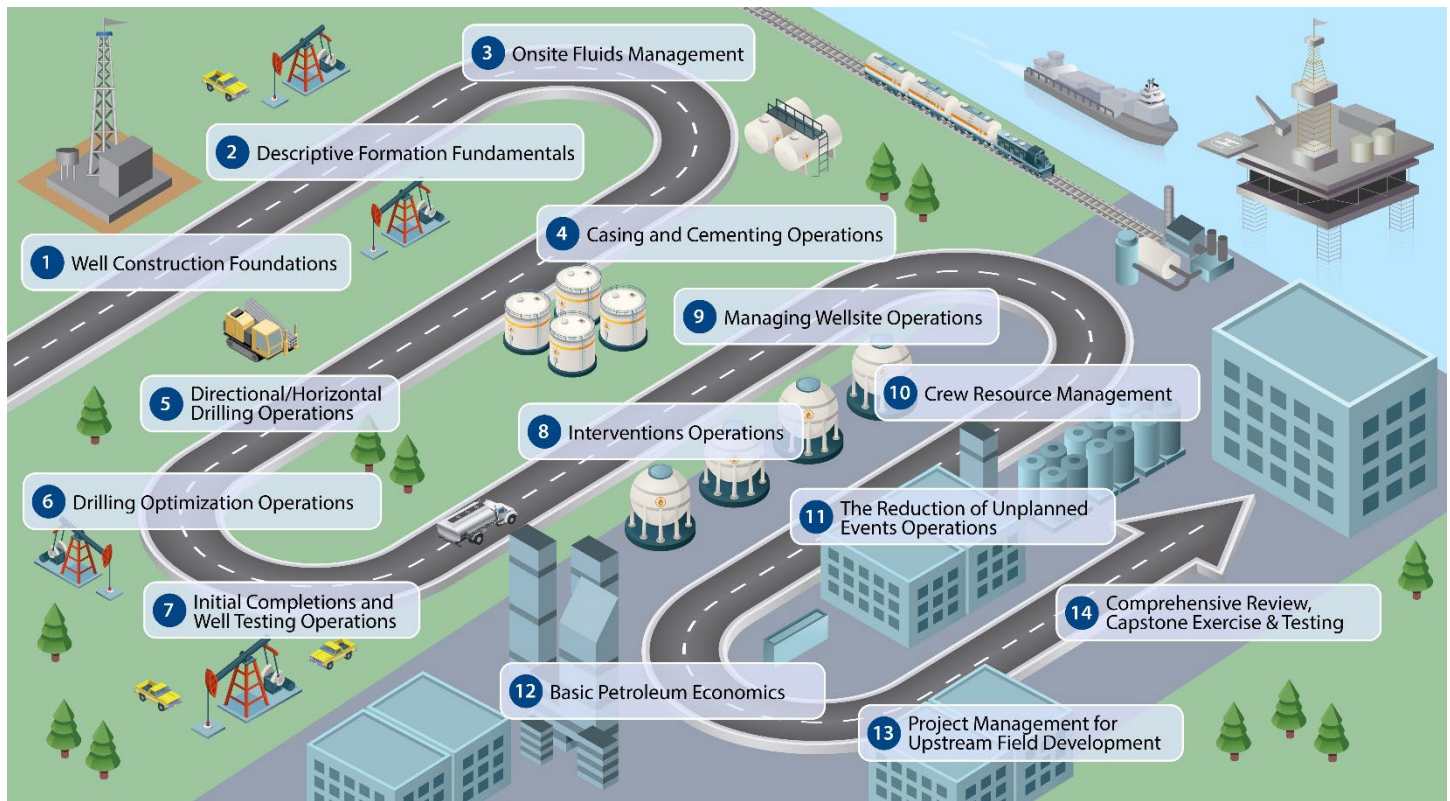 1 Well Construction Foundations
2 Descriptive Formation Fundamentals
3 Onsite Fluids Management
4 Casing and Cementing Operations
5 Directional/Horizontal
Drilling Operations
6 Drilling Optimization Operations
7 Initial Completions and
Well Testing Operations
8 Interventions Operations
9 Managing Wellsite Operations
10 Crew Resource Management
11 The Reduction of Unplanned
Events Operations
12 Basic Petroleum Economics
13 Project Management for
Upstream Field Development
14 Comprehensive Review,
Capstone Exercise & Testing
H